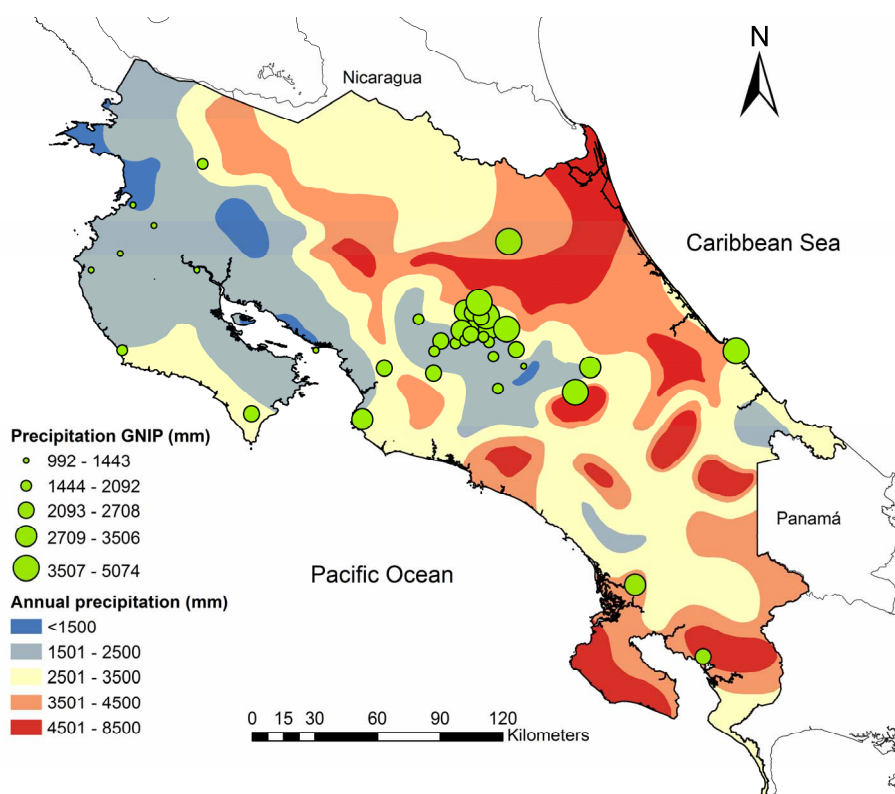 N
Nicaragua
Caribbean Sea
Precipitation GNIP (mm)
992 - 1443
1444 - 2092
2093 - 2708
2709 - 3506
3507 - 5074
Panamá
Pacific Ocean
Annual precipitation (mm)
<1500
1501 - 2500
2501 - 3500
3501 - 4500
4501 - 8500
0 15 30 60 90 120
Kilometers